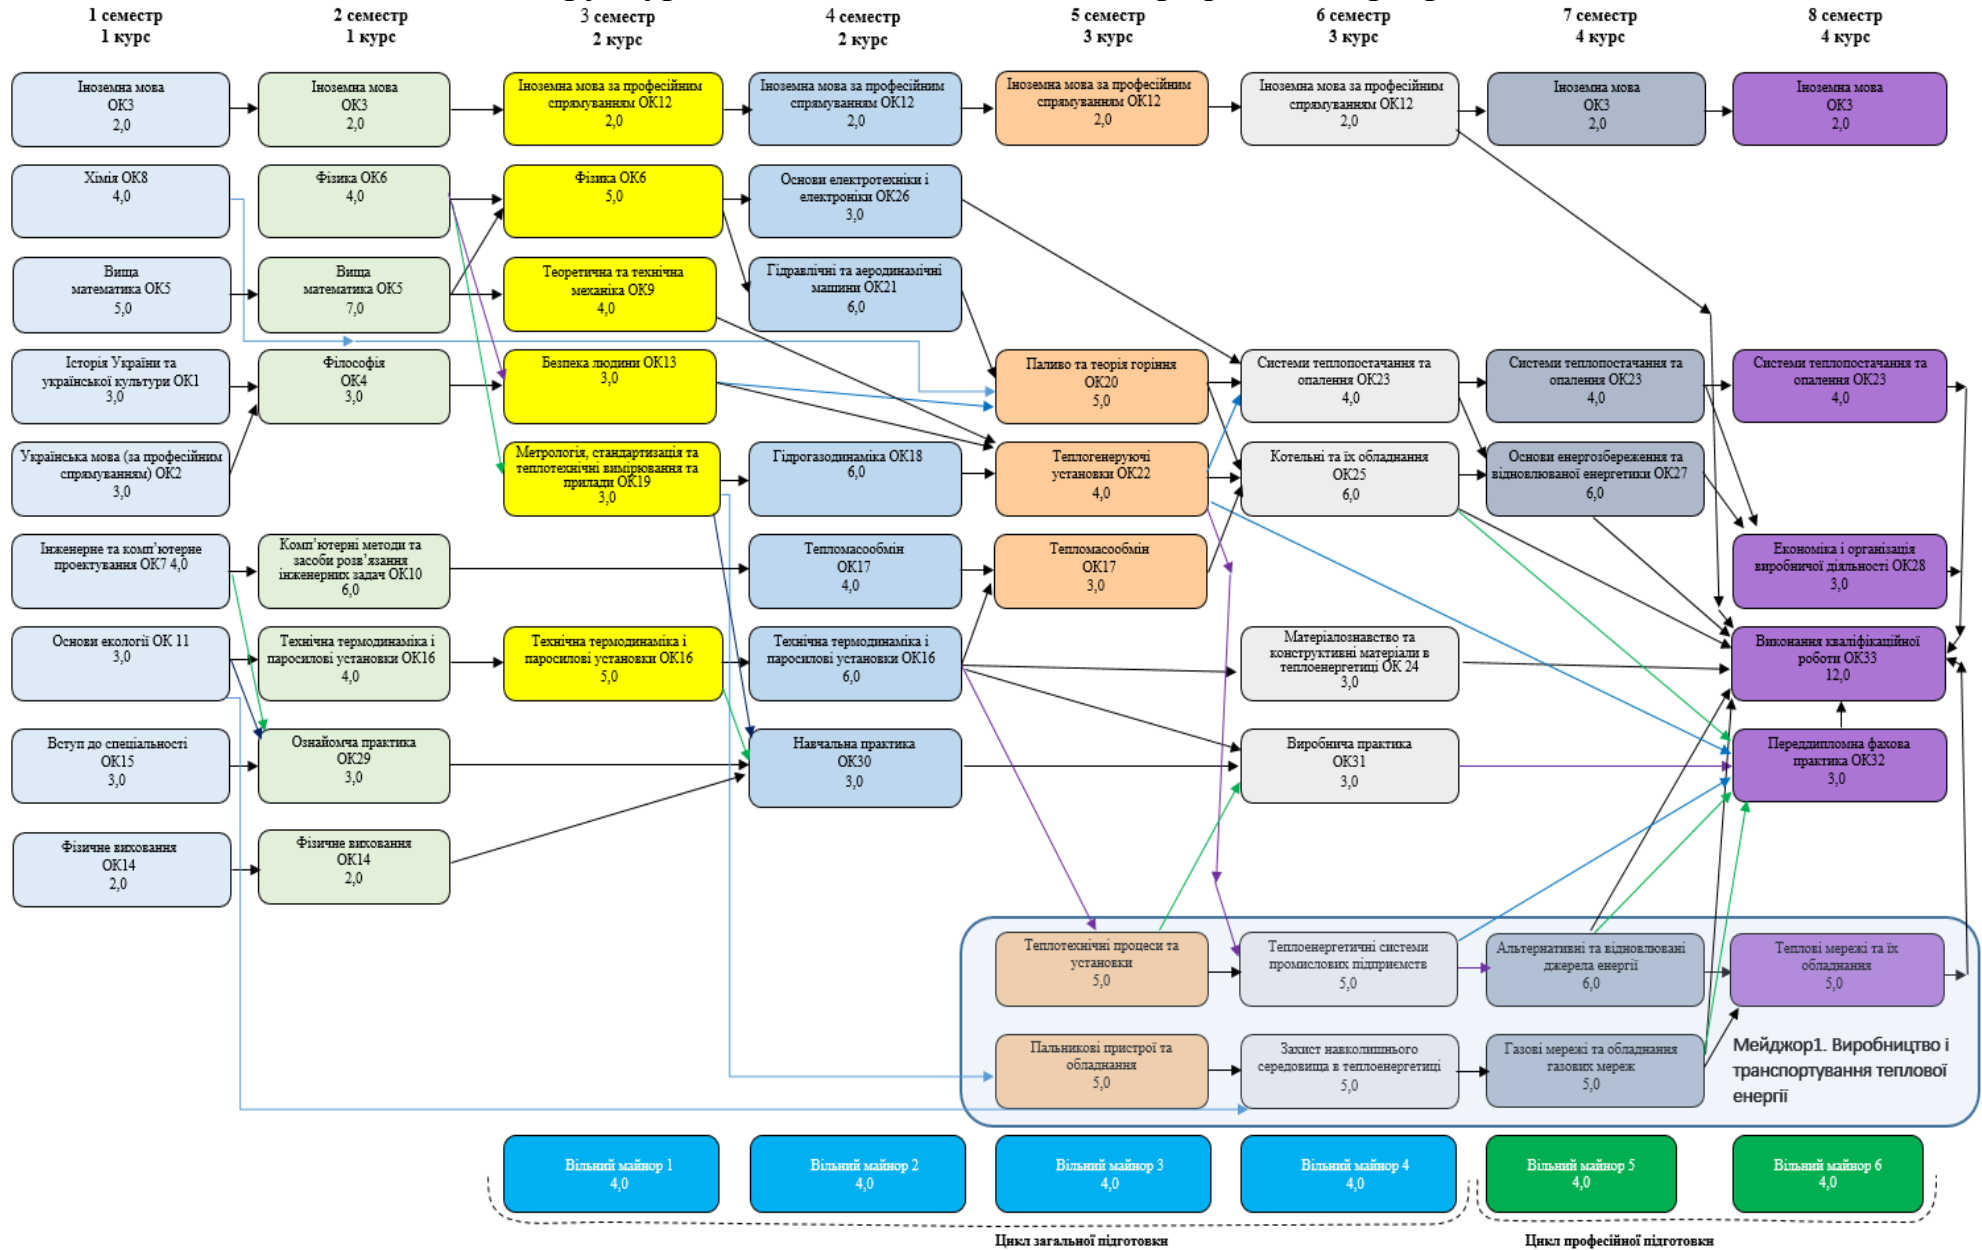 1 семестр
1 курс
2 семестр
1 курс
3 семестр
2 курс
4 семестр
2 курс
5 семестр
3 курс
6 семестр
3 курс
7 семестр
4 курс
8 семестр
4 курс
Іноземна мова
ОК3
2,0
Іноземна мова
ОК3
2,0
Іноземна мова за професійним
спрямуванням ОК12
2,0
Іноземна мова за професійним
спрямуванням ОК12
2,0
Іноземна мова за професійним
спрямуванням ОК12
2,0
Іноземна мова за професійним
спрямуванням ОК12
2,0
Іноземна мова
ОК3
2,0
Іноземна мова
ОК3
2,0
Хімія ОК8
4,0
Фізика ОК6
4,0
Фізика ОК6
5,0
Основи електротехніки і
електроніки ОК26
3,0
Вища
математика ОК5
5,0
Вища
математика ОК5
7,0
Теоретична та технічна
механіка ОК9
4,0
Гідравлічні та аеродинамічні
машини ОК21
6,0
Історія України та
української культури ОК1
3,0
Філософія
ОК4
3,0
Безпека людини ОК13
3,0
Паливо та теорія горіння
ОК20
5,0
Системи теплопостачання та
опалення ОК23
4,0
Системи теплопостачання та
опалення ОК23
4,0
Системи теплопостачання та
опалення ОК23
4,0
Українська мова (за професійним
спрямуванням) ОК2
3,0
Метрологія, стандартизація та
теплотехнічні вимірювання та
прилади ОК19
3,0
Гідрогазодинаміка ОК18
6,0
Теплогенеруючі
установки ОК22
4,0
Котельні та їх обладнання
ОК25
6,0
Основи енергозбереження та
відновлюваної енергетики ОК27
6,0
Інженерне та комп’ютерне
проектування ОК7 4,0
Комп’ютерні методи та
засоби розв’язання
інженерних задач ОК10
6,0
Тепломасообмін
ОК17
4,0
Тепломасообмін
ОК17
3,0
Економіка і організація
виробничої діяльності ОК28
3,0
Основи екології ОК 11
3,0
Технічна термодинаміка і
паросилові установки ОК16
4,0
Технічна термодинаміка і
паросилові установки ОК16
5,0
Технічна термодинаміка і
паросилові установки ОК16
6,0
Матеріалознавство та
конструктивні матеріали в
теплоенергетиці ОК 24
3,0
Виконання кваліфікаційної
роботи ОК33
12,0
Вступ до спеціальності
ОК15
3,0
Ознайомча практика
ОК29
3,0
Навчальна практика
ОК30
3,0
Виробнича практика
ОК31
3,0
Переддипломна фахова
практика ОК32
3,0
Фізичне виховання
ОК14
2,0
Фізичне виховання
ОК14
2,0
Теплотехнічні процеси та
установки
5,0
Теплоенергетичні системи
промислових підприємств
5,0
Альтернативні та відновлювані
джерела енергії
6,0
Теплові мережі та їх
обладнання
5,0
Пальникові пристрої та
обладнання
5,0
Захист навколишнього
середовища в теплоенергетиці
5,0
Газові мережі та обладнання
газових мереж
5,0
Мейджор1. Виробництво і
транспортування теплової
енергії
Вільний майнор 1
4,0
Вільний майнор 2
4,0
Вільний майнор 3
4,0
Вільний майнор 4
4,0
Вільний майнор 5
4,0
Вільний майнор 6
4,0
Цикл загальної підготовки
Цикл професійної підготовки